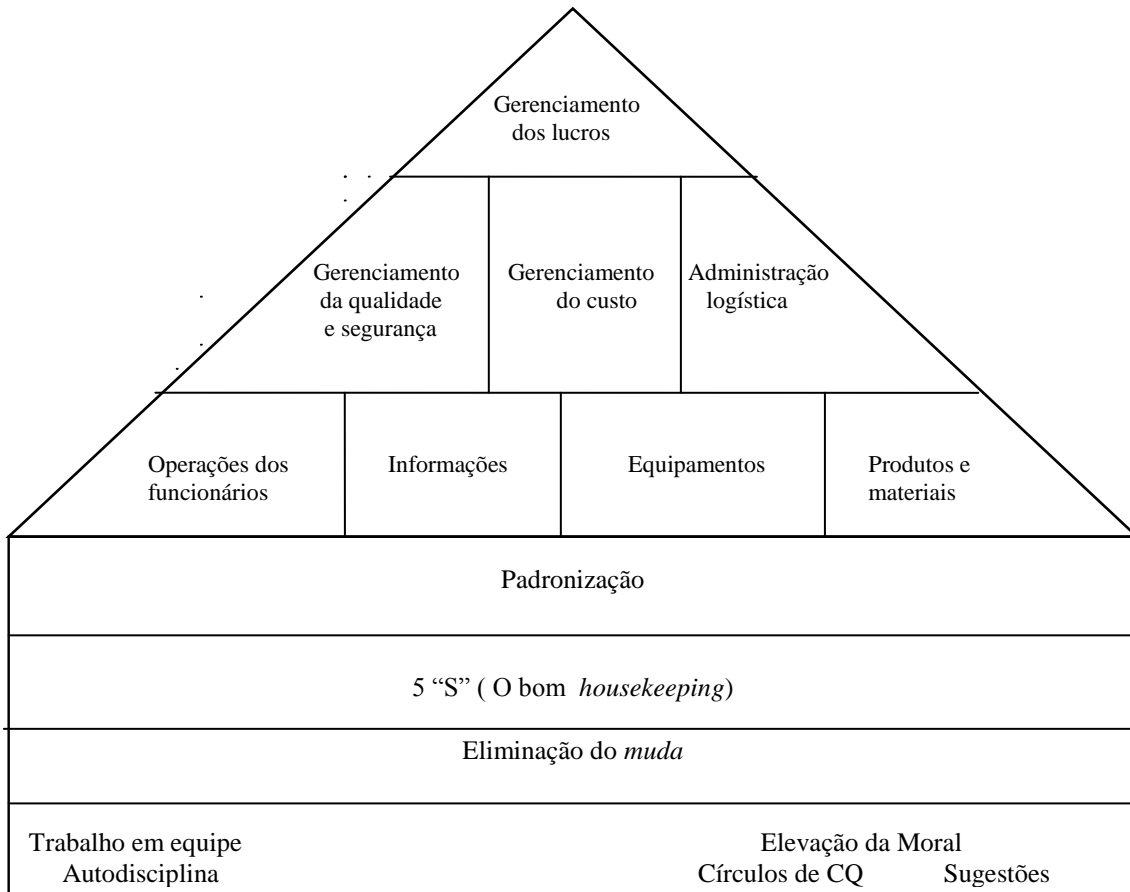 Gerenciamento
dos lucros
Gerenciamento
da qualidade
e segurança
Gerenciamento
do custo
Administração
logística
Operações dos
funcionários
Informações
Equipamentos
Produtos e
materiais
Padronização
5 “S” ( O bom housekeeping)
Eliminação do muda
Trabalho em equipe
Autodisciplina
Elevação da Moral
Círculos de CQ Sugestões